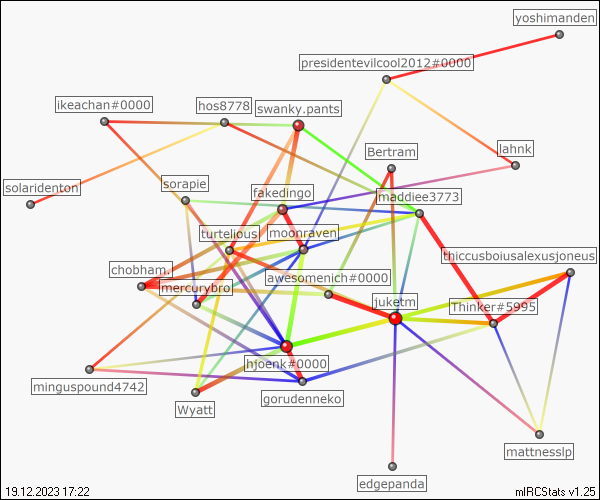 yoshimanden
presidentevilcool2012#0000
ikeachan#0000
hos8778
swanky.pants
Bertram
lahnk
solaridenton
sorapie
fakedingo
maddiee3773
turtelious
moonraven
thiccusboiusalexusjoneus
chobham.
mercurybro
awesomenich#0000
juketm
Thinker#5995
hjoenk#0000
minguspound4742
gorudenneko
Wyatt
mattnesslp
edgepanda
19.12.2023 17:22
mIRCStats v1.25